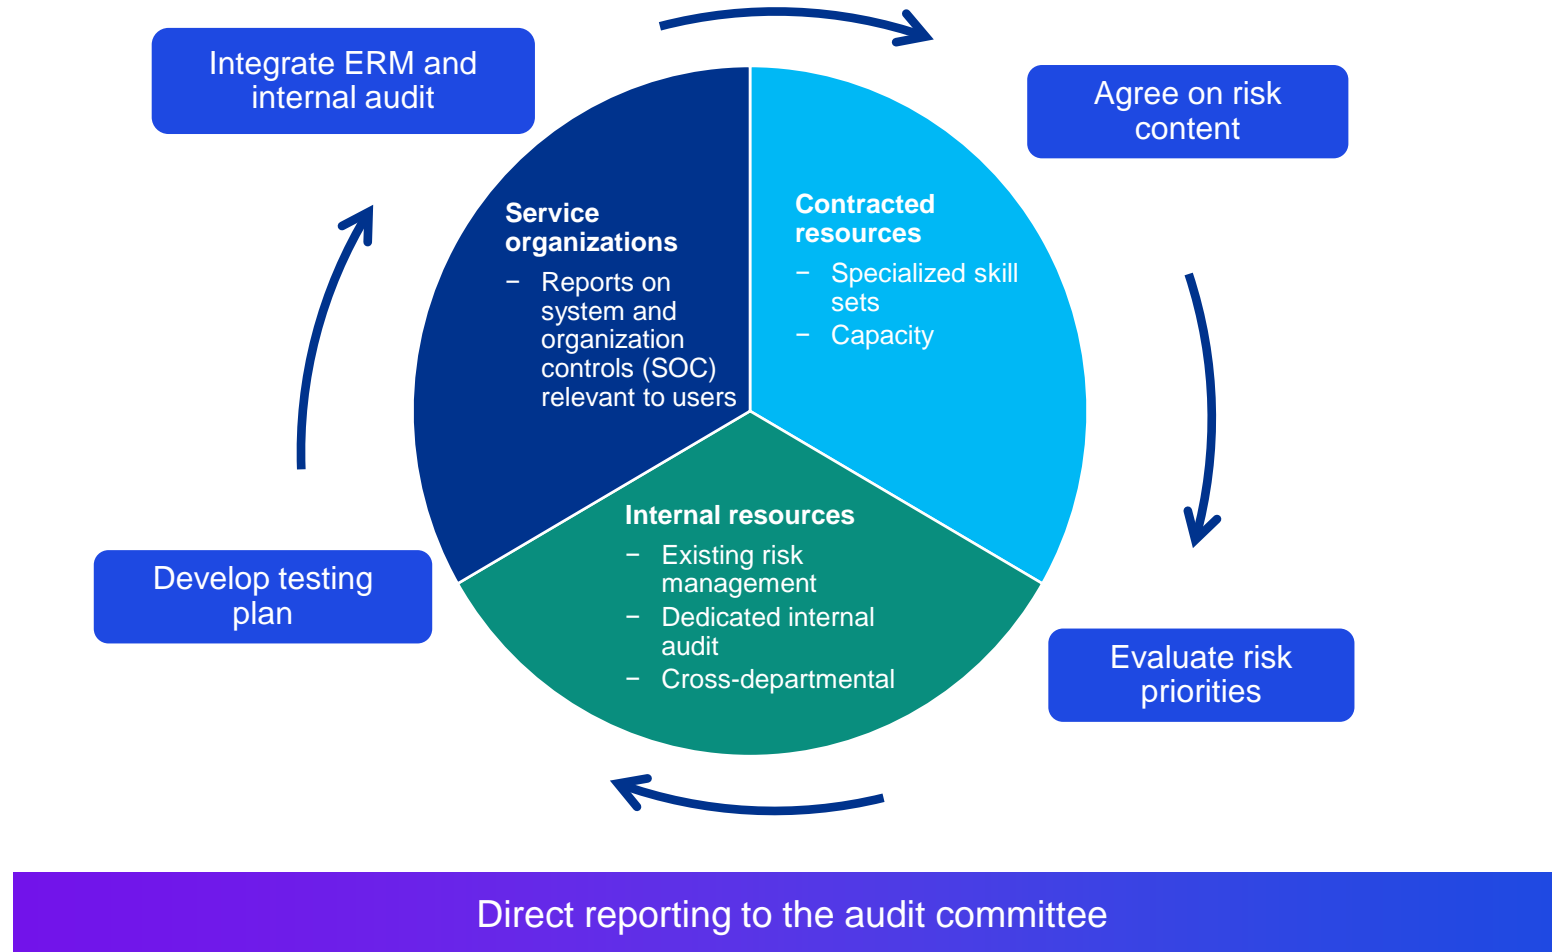 Integrate ERM and
internal audit
Agree on risk
content
Service
organizations
− Reports on
system and
organization
controls (SOC)
relevant to users
Contracted
resources
− Specialized skill
sets
− Capacity
Internal resources
− Existing risk
management
− Dedicated internal
audit
− Cross-departmental
Develop testing
plan
Evaluate risk
priorities
Direct reporting to the audit committee